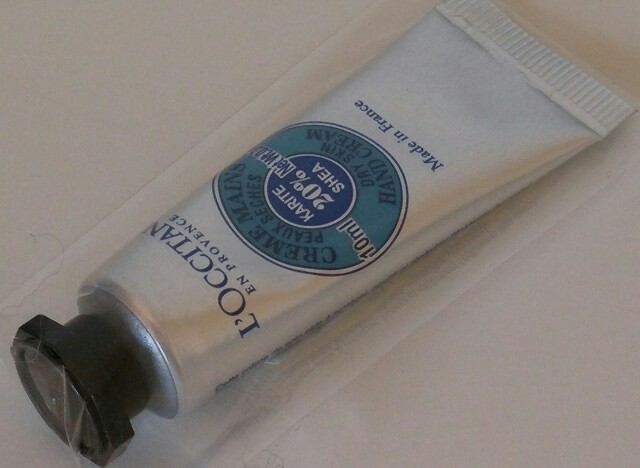 L'OCCITANE
EN PROVENCE
CREME MAINS
PEAUX SECHES
KARITE
20%
SHEA
DRY SKIN
HAND CREAM
10ml
Made in France